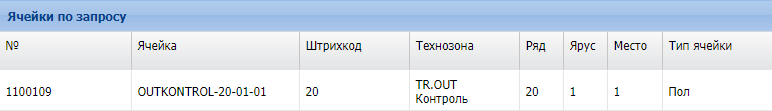 Ячейки по запросу
№ Ячейка Штрихкод Технозона Ряд Ярус Место Тип ячейки
1100109 OUTKONTROL-20-01-01 20 TR.OUT Контроль 20 1 1 Пол